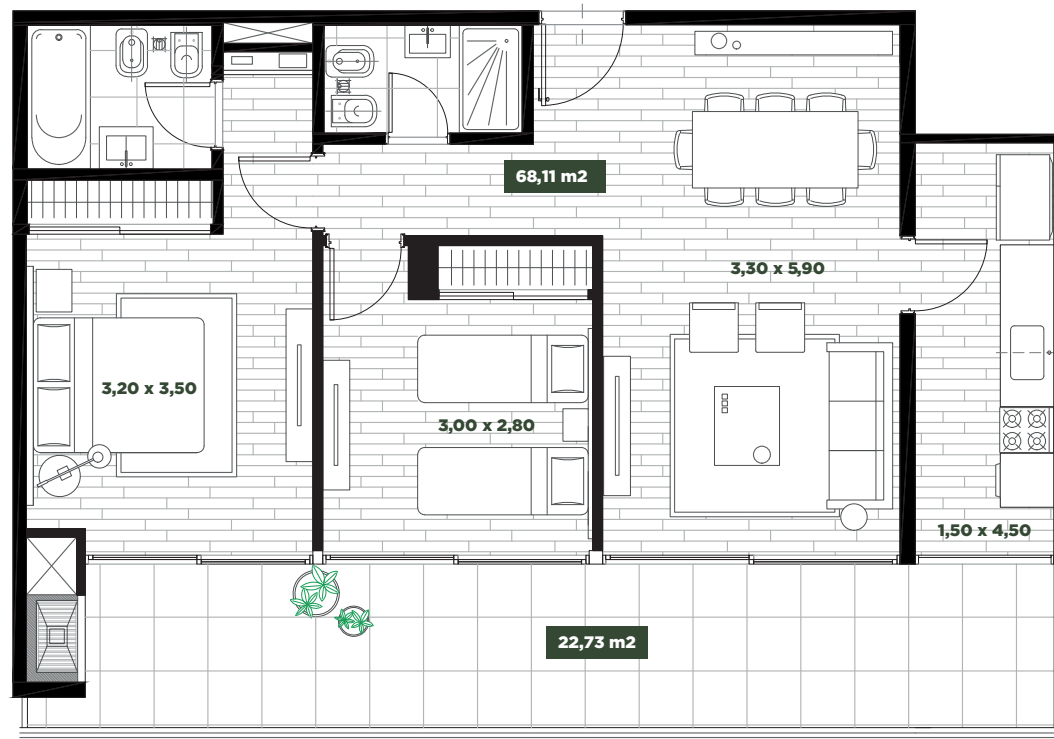 68,11 m2
3,30 x 5,90
3,20 x 3,50
3,00 x 2,80
1,50 x 4,50
22,73 m2